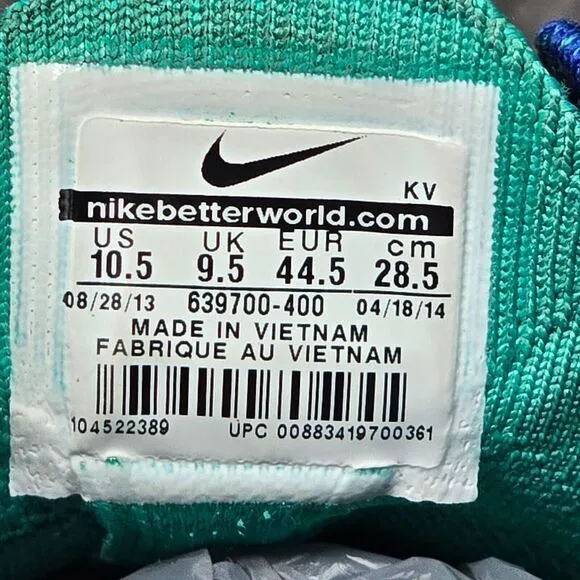 KV
nikebetterworld.com
US UK EUR cm
10.5 9.5 44.5 28.5
08/28/13 639700-400 04/18/14
MADE IN VIETNAM
FABRIQUE AU VIETNAM
104522389 UPC 00883419700361